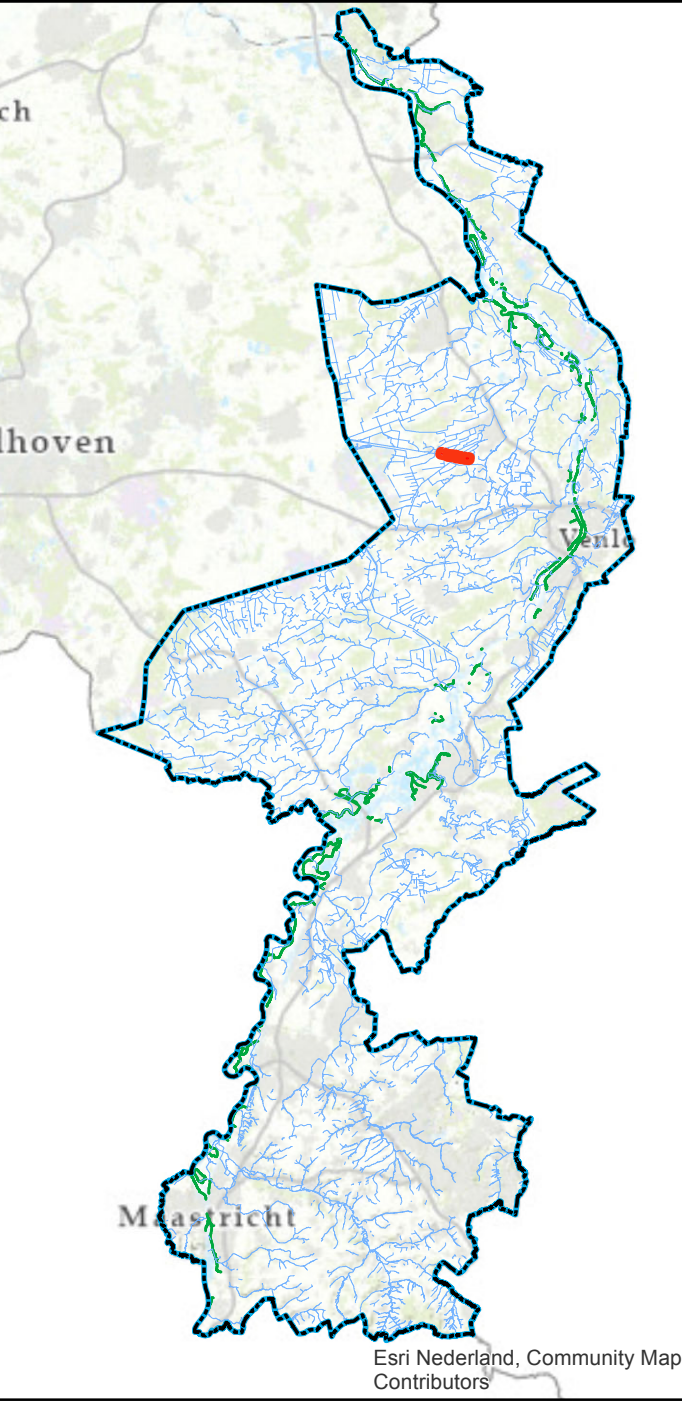 ch
lhoven
Venlo
Maastricht
Esri Nederland, Community Map
Contributors